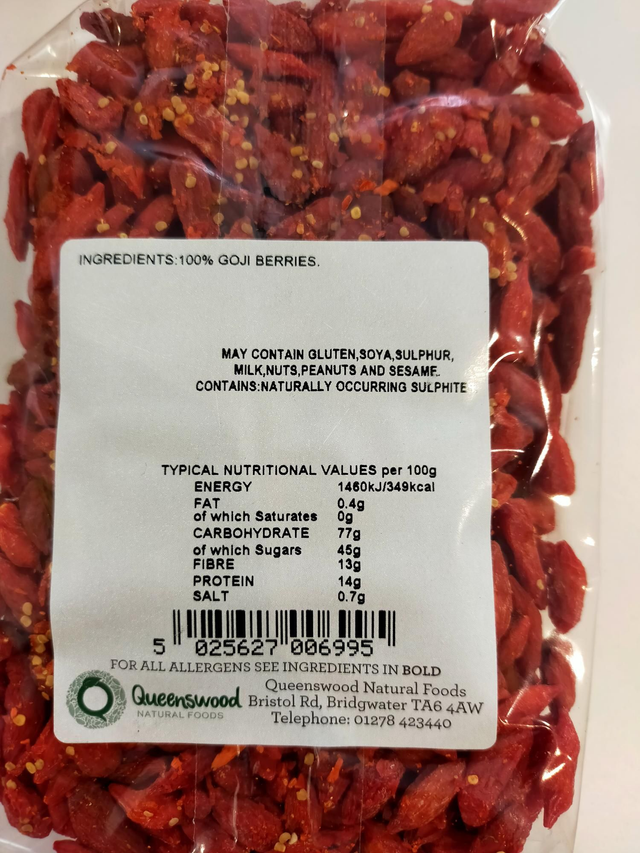 INGREDIENTS:100% GOJI BERRIES.
MAY CONTAIN GLUTEN,SOYA,SULPHUR,
MILK,NUTS,PEANUTS AND SESAME.
CONTAINS:NATURALLY OCCURRING SULPHITE
TYPICAL NUTRITIONAL VALUES per 100g
ENERGY 1460kJ/349kcal
FAT 0.4g
of which Saturates 0g
CARBOHYDRATE 77g
of which Sugars 45g
FIBRE 13g
PROTEIN 14g
SALT 0.7g
5 025627 006995
FOR ALL ALLERGENS SEE INGREDIENTS IN BOLD
Queenswood
NATURAL FOODS
Queenswood Natural Foods
Bristol Rd, Bridgwater TA6 4AW
Telephone: 01278 423440